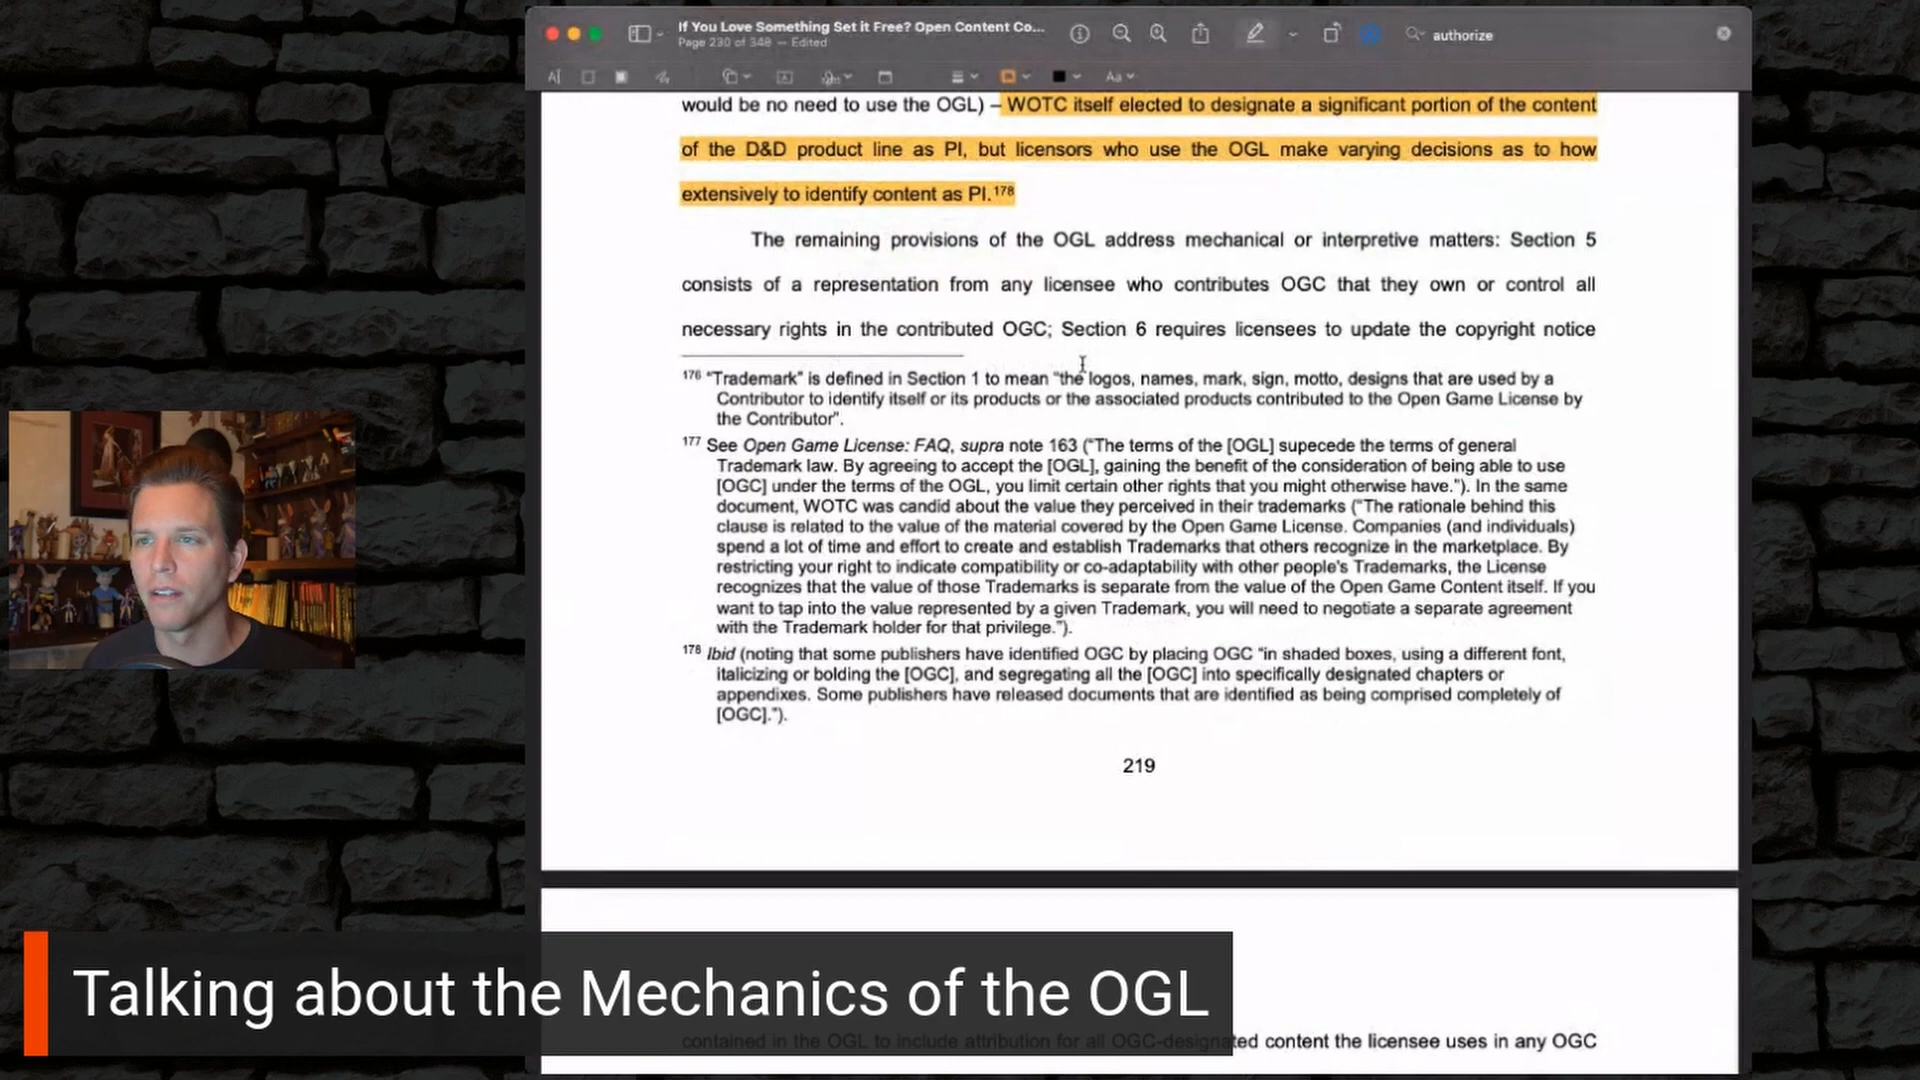 If You Love Something Set it Free? Open Content Co...
Page 230 of 348 — Edited
authorize
Aa
would be no need to use the OGL) – WOTC itself elected to designate a significant portion of the content
of the D&D product line as PI, but licensors who use the OGL make varying decisions as to how
extensively to identify content as PI.178
The remaining provisions of the OGL address mechanical or interpretive matters: Section 5
consists of a representation from any licensee who contributes OGC that they own or control all
necessary rights in the contributed OGC; Section 6 requires licensees to update the copyright notice
176 "Trademark" is defined in Section 1 to mean "the logos, names, mark, sign, motto, designs that are used by a
Contributor to identify itself or its products or the associated products contributed to the Open Game License by
the Contributor".
177 See Open Game License: FAQ, supra note 163 ("The terms of the [OGL] supecede the terms of general
Trademark law. By agreeing to accept the [OGL], gaining the benefit of the consideration of being able to use
[OGC] under the terms of the OGL, you limit certain other rights that you might otherwise have."). In the same
document, WOTC was candid about the value they perceived in their trademarks ("The rationale behind this
clause is related to the value of the material covered by the Open Game License. Companies (and individuals)
spend a lot of time and effort to create and establish Trademarks that others recognize in the marketplace. By
restricting your right to indicate compatibility or co-adaptability with other people's Trademarks, the License
recognizes that the value of those Trademarks is separate from the value of the Open Game Content itself. If you
want to tap into the value represented by a given Trademark, you will need to negotiate a separate agreement
with the Trademark holder for that privilege.").
178 Ibid (noting that some publishers have identified OGC by placing OGC "in shaded boxes, using a different font,
italicizing or bolding the [OGC], and segregating all the [OGC] into specifically designated chapters or
appendixes. Some publishers have released documents that are identified as being comprised completely of
[OGC].").
219
Talking about the Mechanics of the OGL
contained in the OGL to include attribution for all OGC-designated content the licensee uses in any OGC